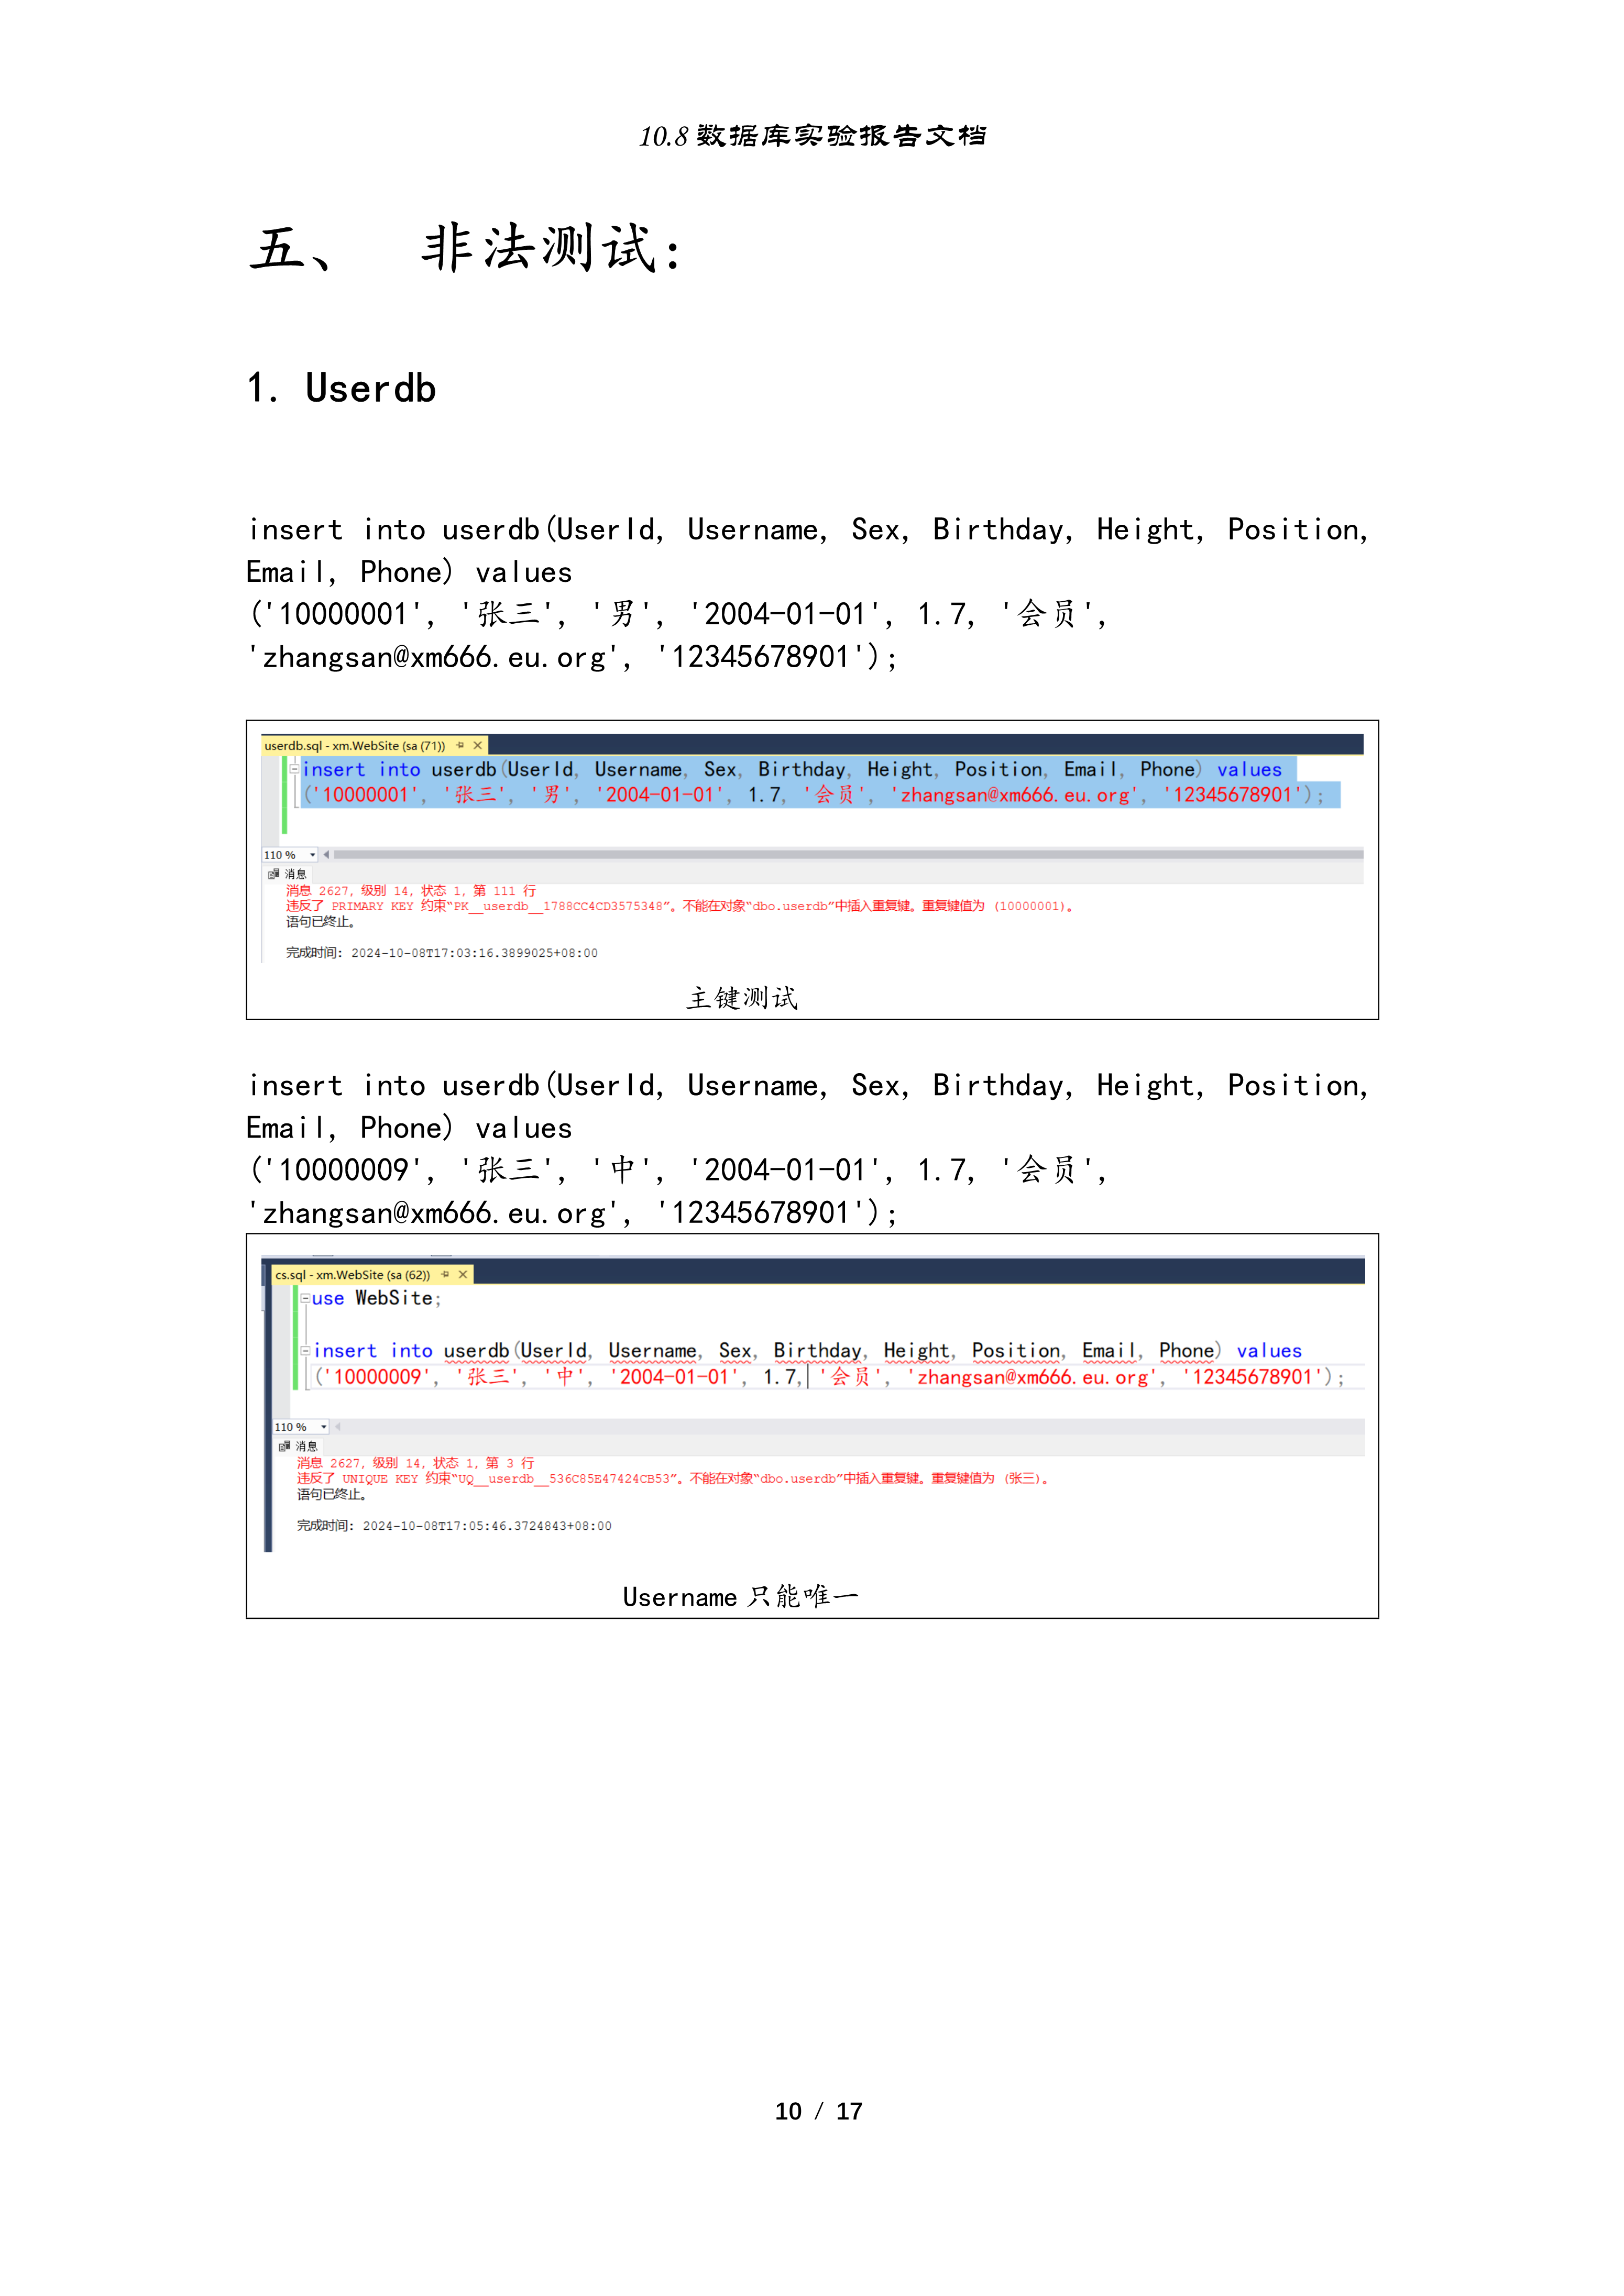 10.8 数据库实验报告文档
五、 非法测试：
1. Userdb
insert into userdb(UserId, Username, Sex, Birthday, Height, Position,
Email, Phone) values
('10000001', '张三', '男', '2004-01-01', 1.7, '会员',
'zhangsan@xm666.eu.org', '12345678901');
userdb.sql - xm.WebSite (sa (71))
insert into userdb(UserId, Username, Sex, Birthday, Height, Position, Email, Phone) values
('10000001', '张三', '男', '2004-01-01', 1.7, '会员', 'zhangsan@xm666.eu.org', '12345678901');
110 %
消息
消息 2627，级别 14，状态 1，第 111 行
违反了 PRIMARY KEY 约束“PK__userdb__1788CC4CD3575348”。不能在对象“dbo.userdb”中插入重复键。重复键值为 (10000001)。
语句已终止。
完成时间: 2024-10-08T17:03:16.3899025+08:00
主键测试
insert into userdb(UserId, Username, Sex, Birthday, Height, Position,
Email, Phone) values
('10000009', '张三', '中', '2004-01-01', 1.7, '会员',
'zhangsan@xm666.eu.org', '12345678901');
cs.sql - xm.WebSite (sa (62))
use WebSite;
insert into userdb(UserId, Username, Sex, Birthday, Height, Position, Email, Phone) values
('10000009', '张三', '中', '2004-01-01', 1.7, '会员', 'zhangsan@xm666.eu.org', '12345678901');
110 %
消息
消息 2627，级别 14，状态 1，第 3 行
违反了 UNIQUE KEY 约束“UQ__userdb__536C85E47424CB53”。不能在对象“dbo.userdb”中插入重复键。重复键值为 (张三)。
语句已终止。
完成时间: 2024-10-08T17:05:46.3724843+08:00
Username 只能唯一
10 / 17